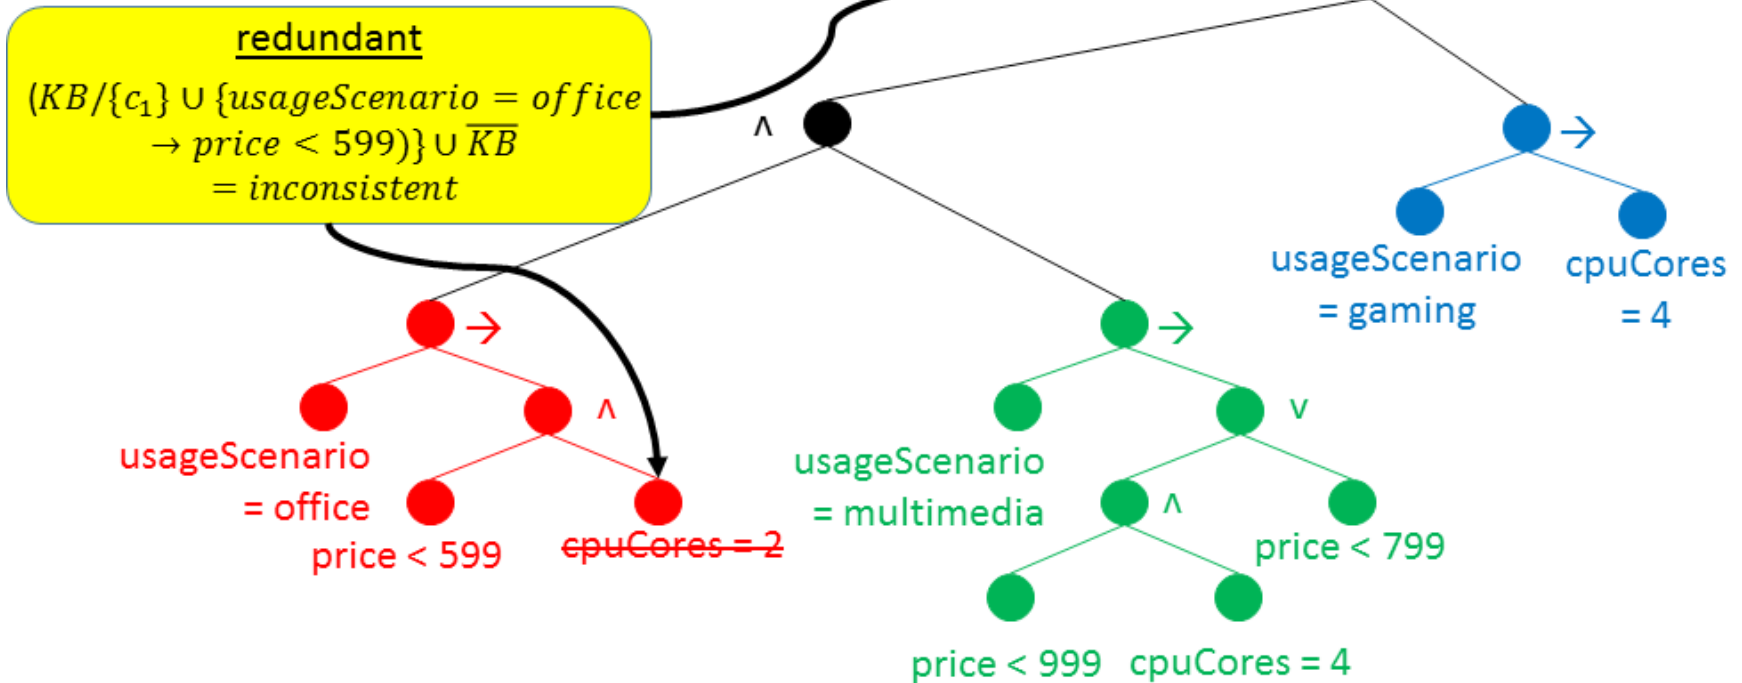 redundant
(KB/{c₁} ∪ {usageScenario = office
→ price < 599)} ∪ K̅B̅
= inconsistent
∧
→
usageScenario
= gaming
cpuCores
= 4
→
∧
usageScenario
= office
price < 599
cpuCores = 2
→
∨
usageScenario
= multimedia
∧
price < 799
price < 999
cpuCores = 4